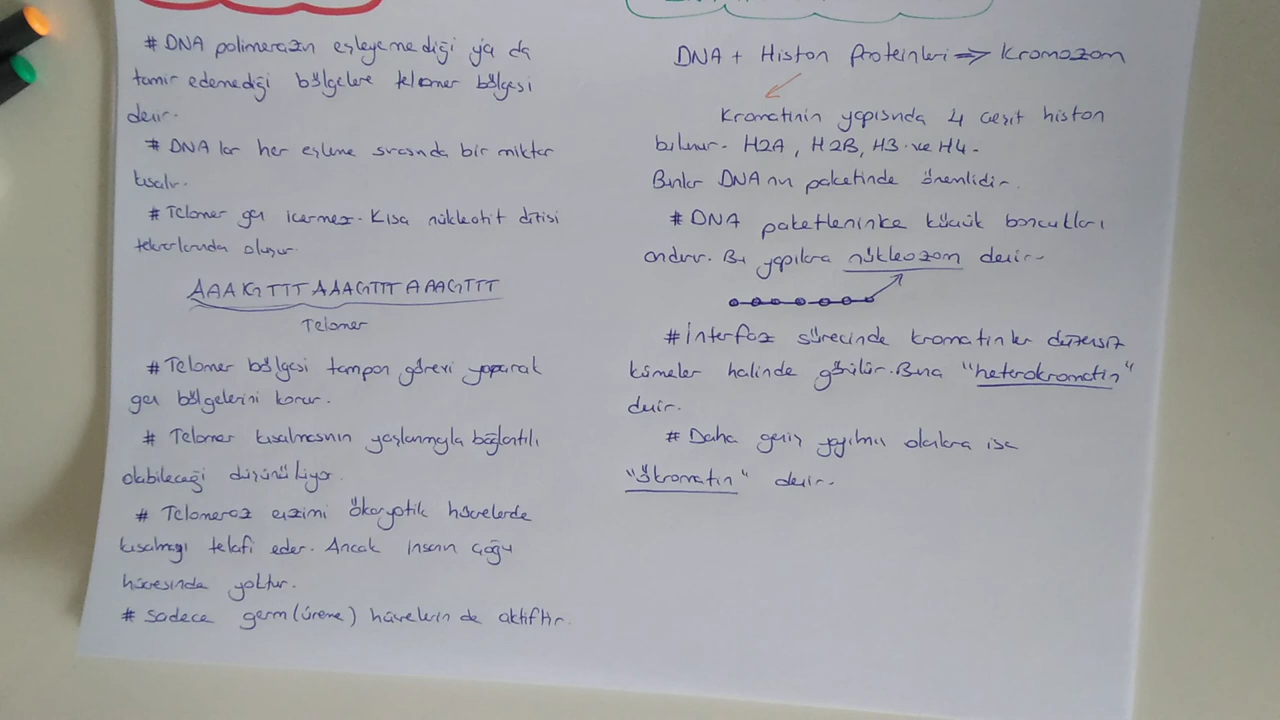 # DNA polimerazın eşleyemediği ya da
tamir edemediği bölgelere telomer bölgesi
denir.
# DNA lar her eşleme sırasında bir miktar
kısalır.
# Telomer gen içermez. Kısa nükleotit dizisi
tekrarlarından oluşur.
AAAGTTTAAAGTTTAAAGTTT
Telomer
# Telomer bölgesi tampon görevi yaparak
gen bölgelerini korur.
# Telomer kısalmasının yaşlanmayla bağlantılı
olabileceği düşünülüyor.
# Telomeraz enzimi ökaryotik hücrelerde
kısalmayı telafi eder. Ancak insan çoğu
hücresinde yoktur.
# Sadece germ (üreme) hücrelerinde aktiftir.
DNA + Histon Proteinleri ⇒ Kromozom
Kromatinin yapısında 4 çeşit histon
bulunur. H2A, H2B, H3 ve H4.
Bunlar DNA nın paketinde önemlidir.
# DNA paketlenince küçük boncukları
andırır. Bu yapılara nükleozom denir.
# İnterfaz sürecinde kromatinler düzensiz
kümeler halinde görülür. Buna "heterokromatin"
denir.
# Daha geniş yayılmış olanlara ise
"ökromatin" denir.